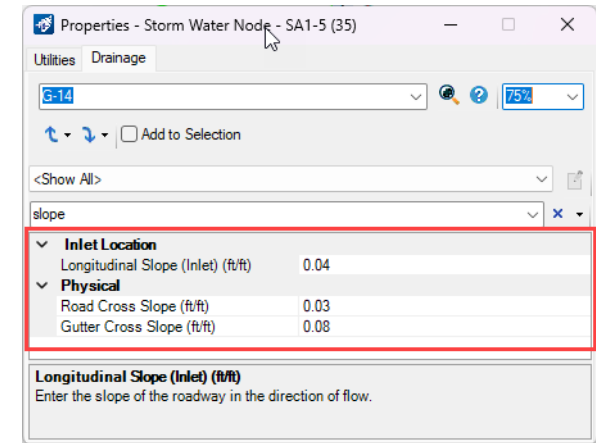 Properties - Storm Water Node - SA1-5 (35)
Utilities Drainage
G-14 75%
Add to Selection
<Show All>
slope
Inlet Location
Longitudinal Slope (Inlet) (ft/ft) 0.04
Physical
Road Cross Slope (ft/ft) 0.03
Gutter Cross Slope (ft/ft) 0.08
Longitudinal Slope (Inlet) (ft/ft)
Enter the slope of the roadway in the direction of flow.